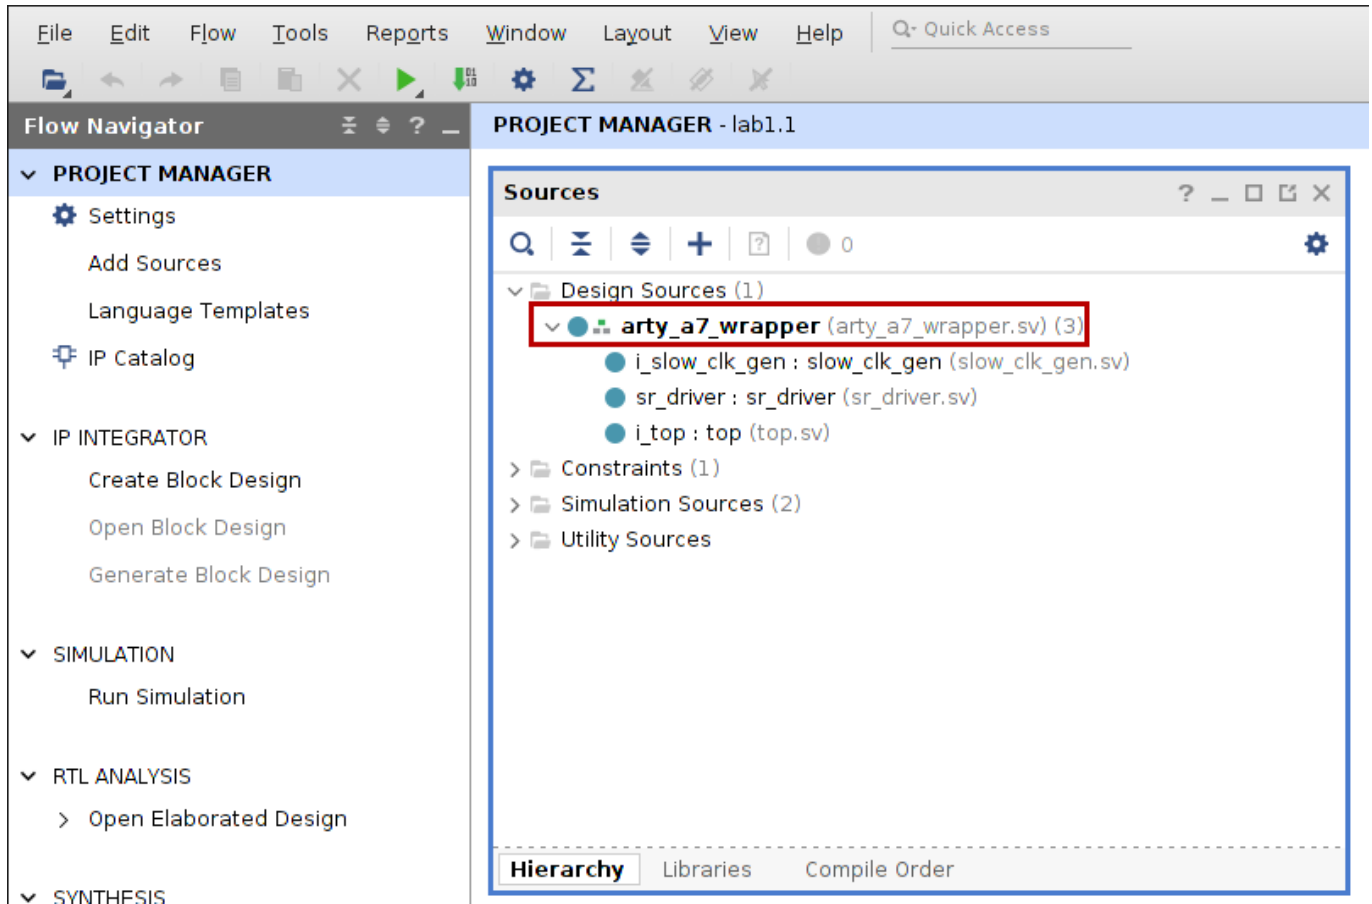 File Edit Flow Tools Reports Window Layout View Help Quick Access
Flow Navigator
PROJECT MANAGER
Settings
Add Sources
Language Templates
IP Catalog
IP INTEGRATOR
Create Block Design
Open Block Design
Generate Block Design
SIMULATION
Run Simulation
RTL ANALYSIS
Open Elaborated Design
SYNTHESIS
PROJECT MANAGER - lab1.1
Sources
0
Design Sources (1)
arty_a7_wrapper (arty_a7_wrapper.sv) (3)
i_slow_clk_gen : slow_clk_gen (slow_clk_gen.sv)
sr_driver : sr_driver (sr_driver.sv)
i_top : top (top.sv)
Constraints (1)
Simulation Sources (2)
Utility Sources
Hierarchy Libraries Compile Order